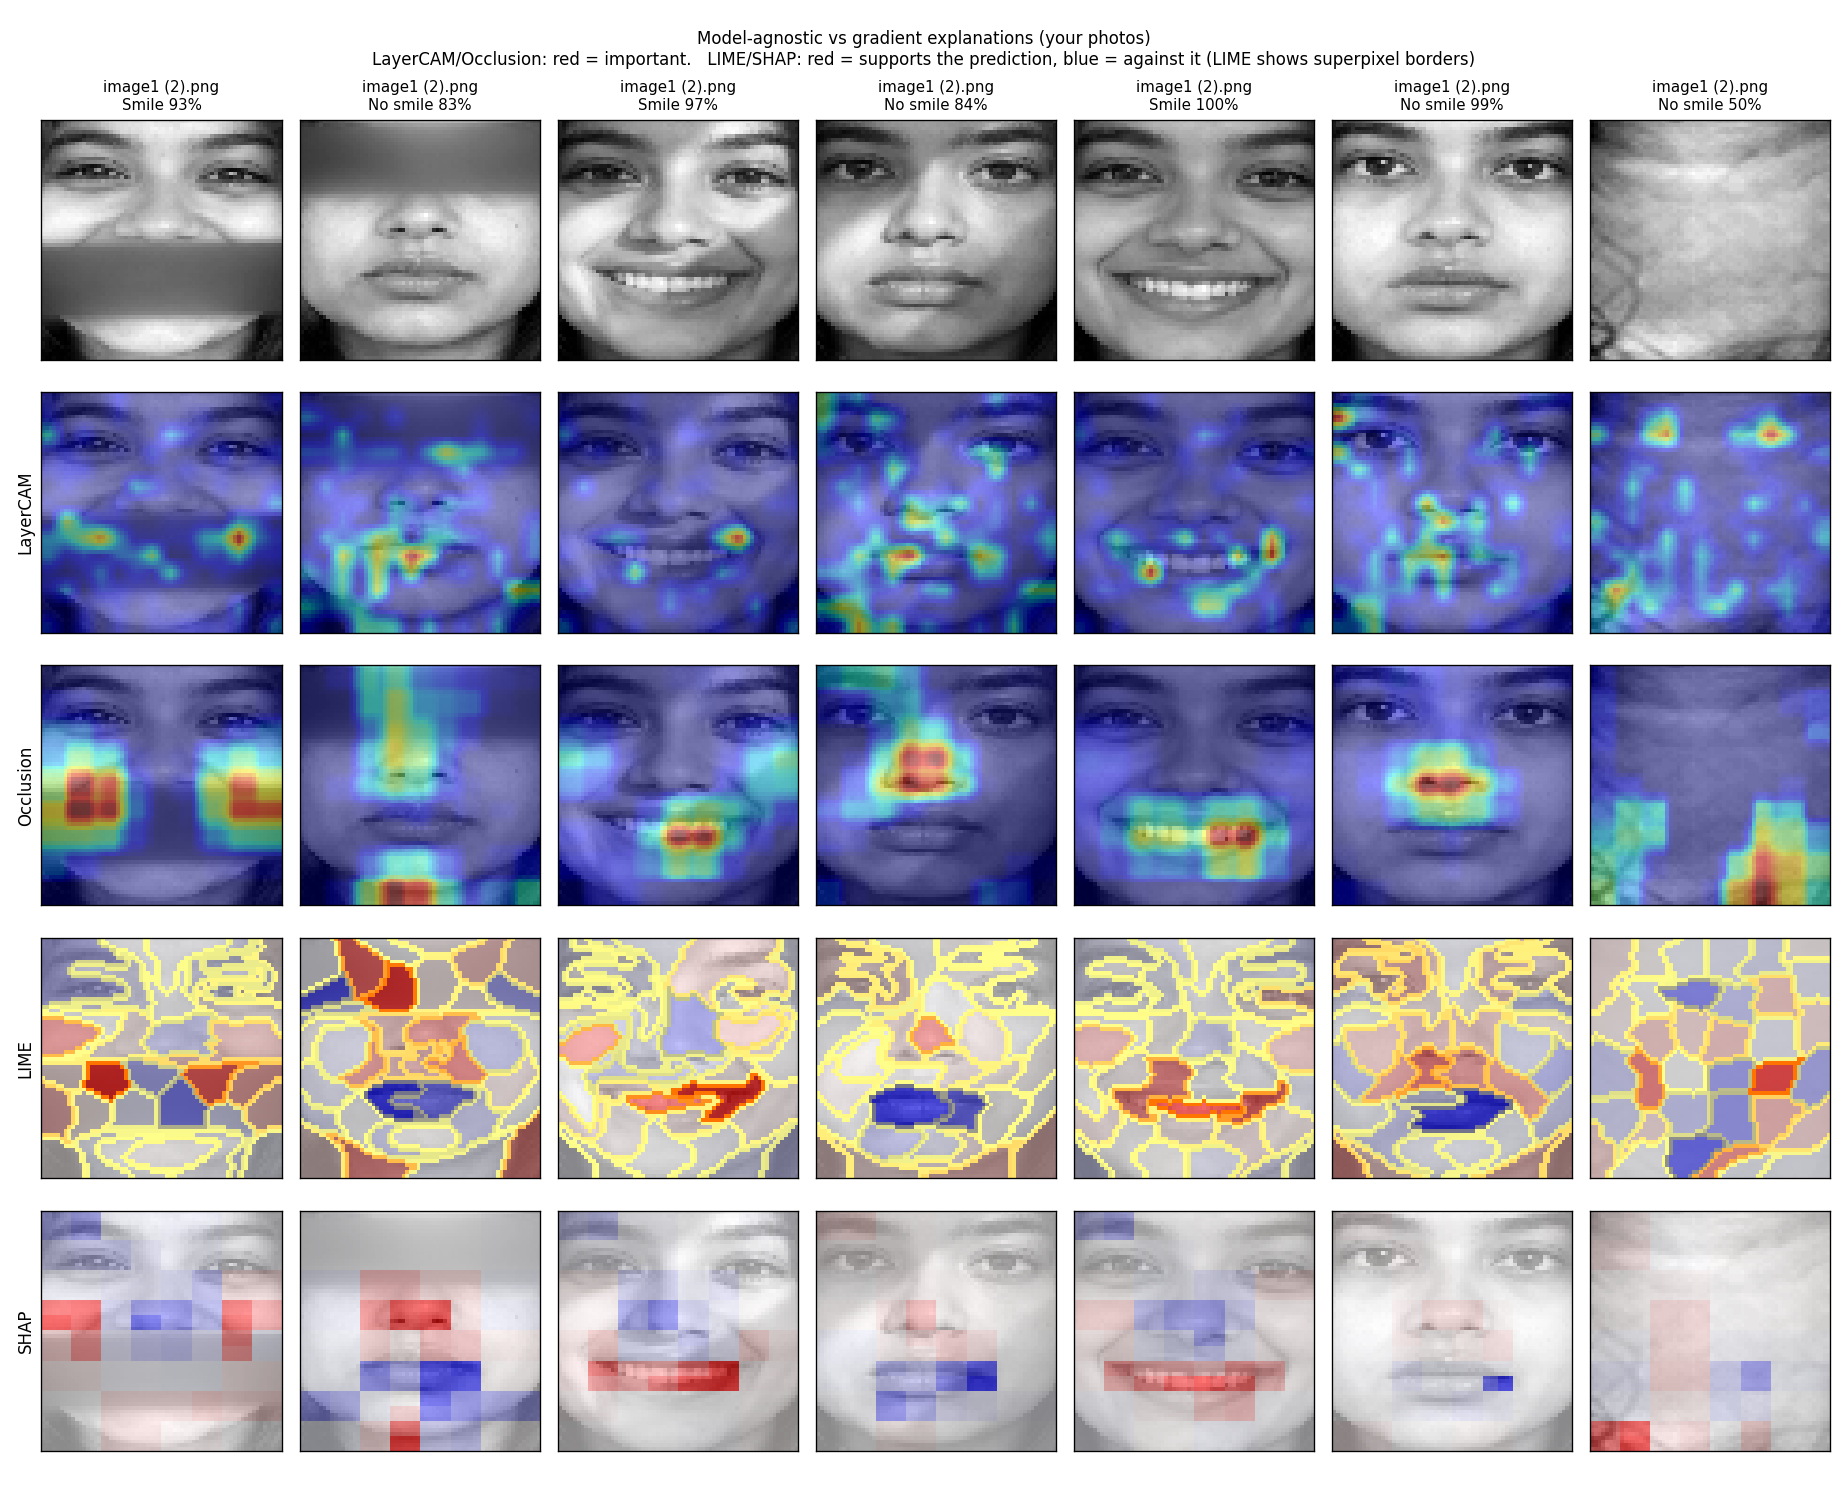 Model-agnostic vs gradient explanations (your photos)
LayerCAM/Occlusion: red = important.   LIME/SHAP: red = supports the prediction, blue = against it (LIME shows superpixel borders)
image1 (2).png
Smile 93%
image1 (2).png
No smile 83%
image1 (2).png
Smile 97%
image1 (2).png
No smile 84%
image1 (2).png
Smile 100%
image1 (2).png
No smile 99%
image1 (2).png
No smile 50%
LayerCAM
Occlusion
LIME
SHAP